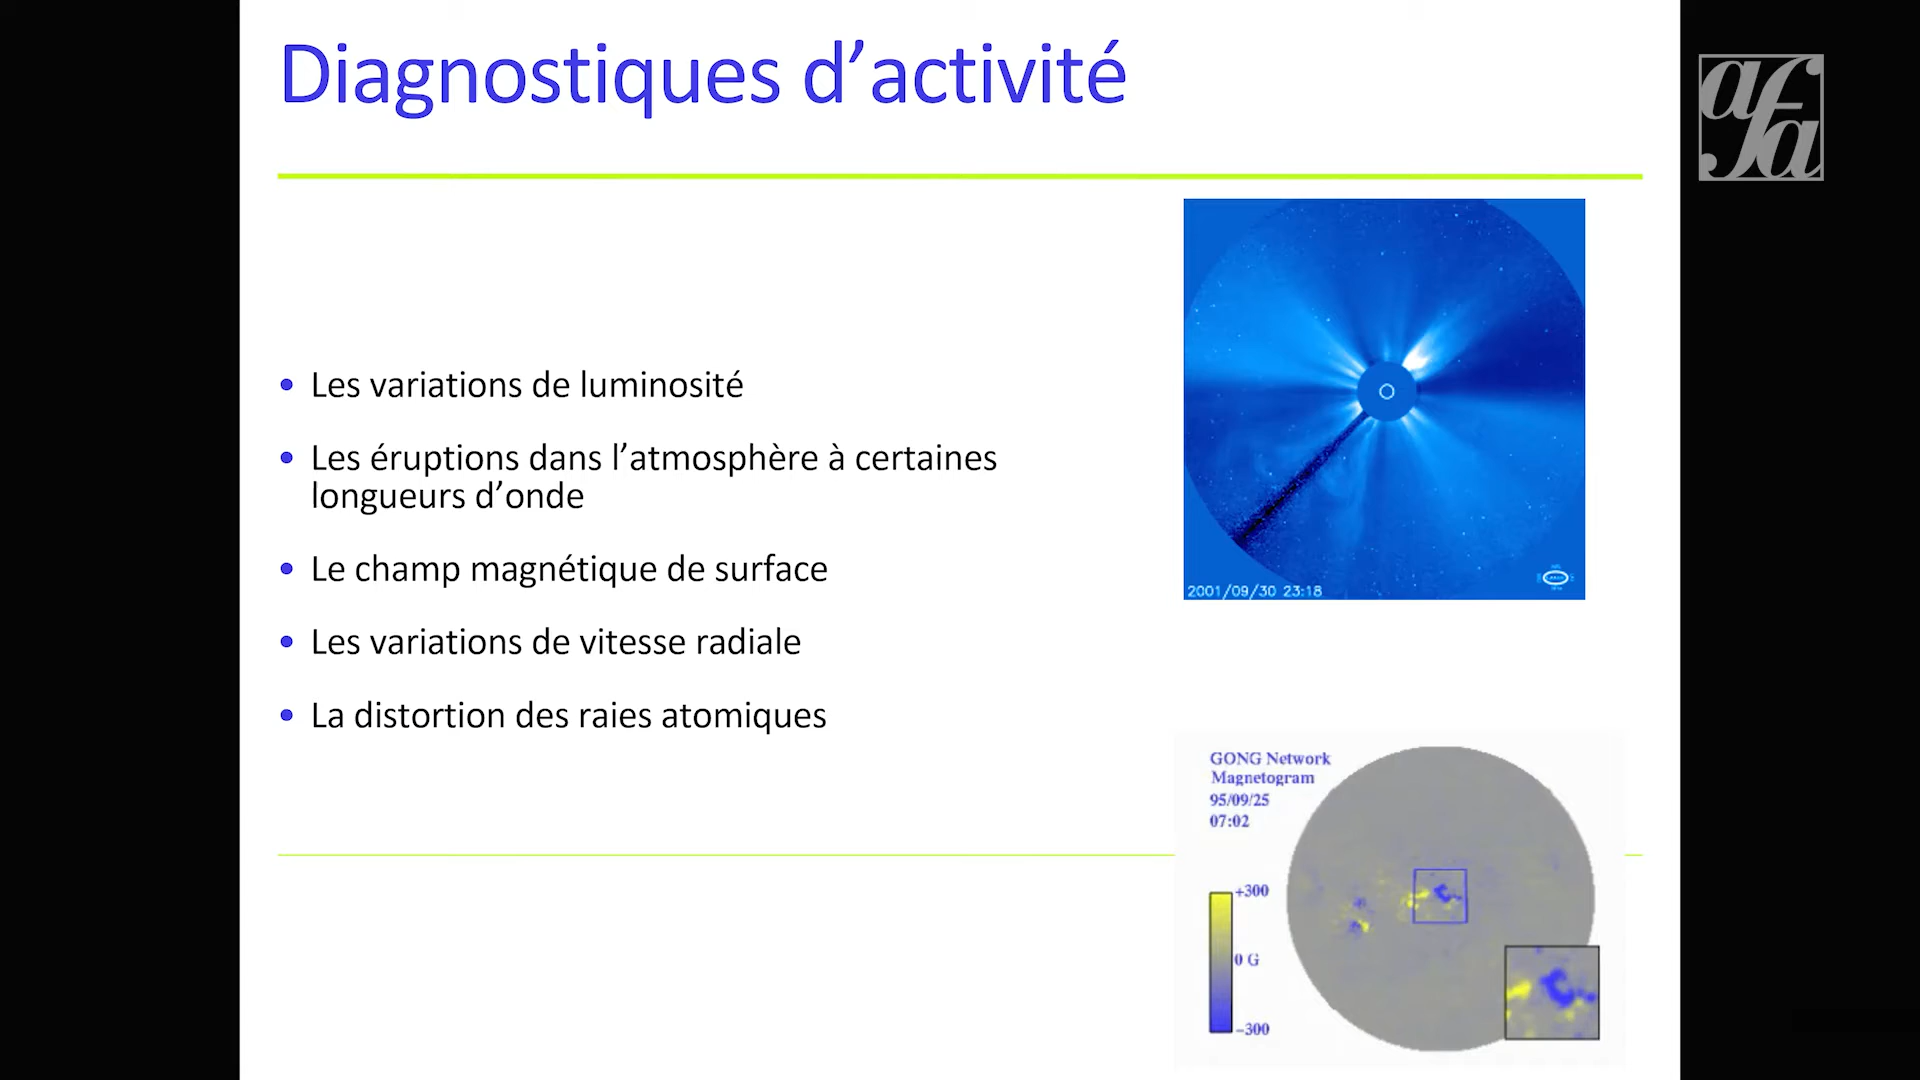 Diagnostiques d’activité
afa
• Les variations de luminosité
• Les éruptions dans l’atmosphère à certaines
longueurs d’onde
• Le champ magnétique de surface
• Les variations de vitesse radiale
• La distortion des raies atomiques
2001/09/30 23:18
GONG Network
Magnetogram
95/09/25
07:02
+300
0 G
−300